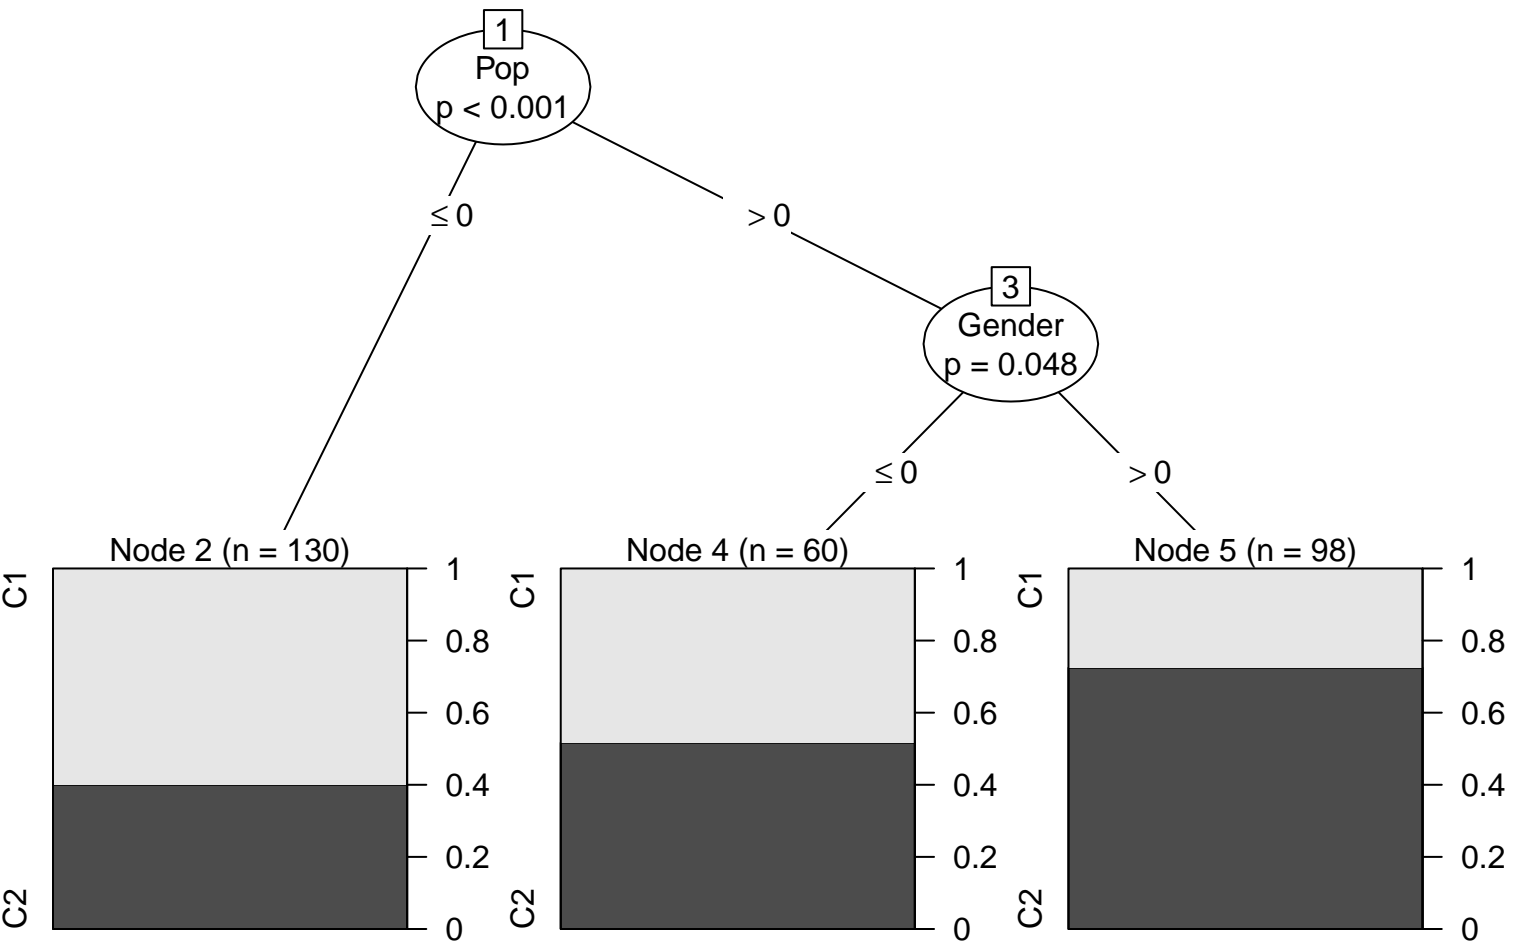 1
Pop
p < 0.001
≤ 0
> 0
3
Gender
p = 0.048
≤ 0
> 0
Node 2 (n = 130)
C1
C2
1
0.8
0.6
0.4
0.2
0
Node 4 (n = 60)
C1
C2
1
0.8
0.6
0.4
0.2
0
Node 5 (n = 98)
C1
C2
1
0.8
0.6
0.4
0.2
0